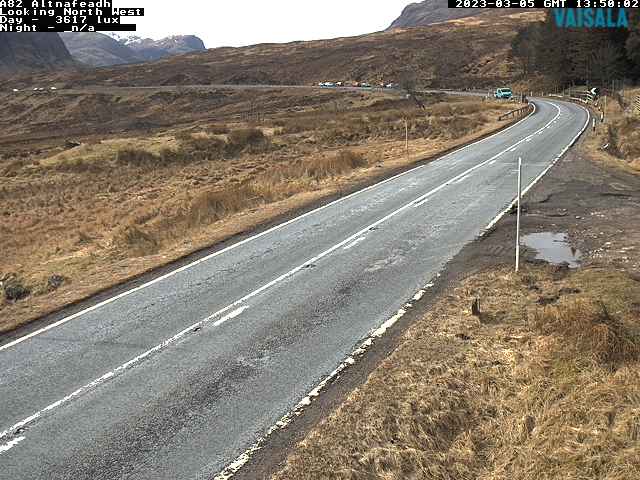 A82 Altnafeadh
Looking North West
Day - 3617 lux
Night - n/a
2023-03-05 GMT 13:50:02
VAISALA